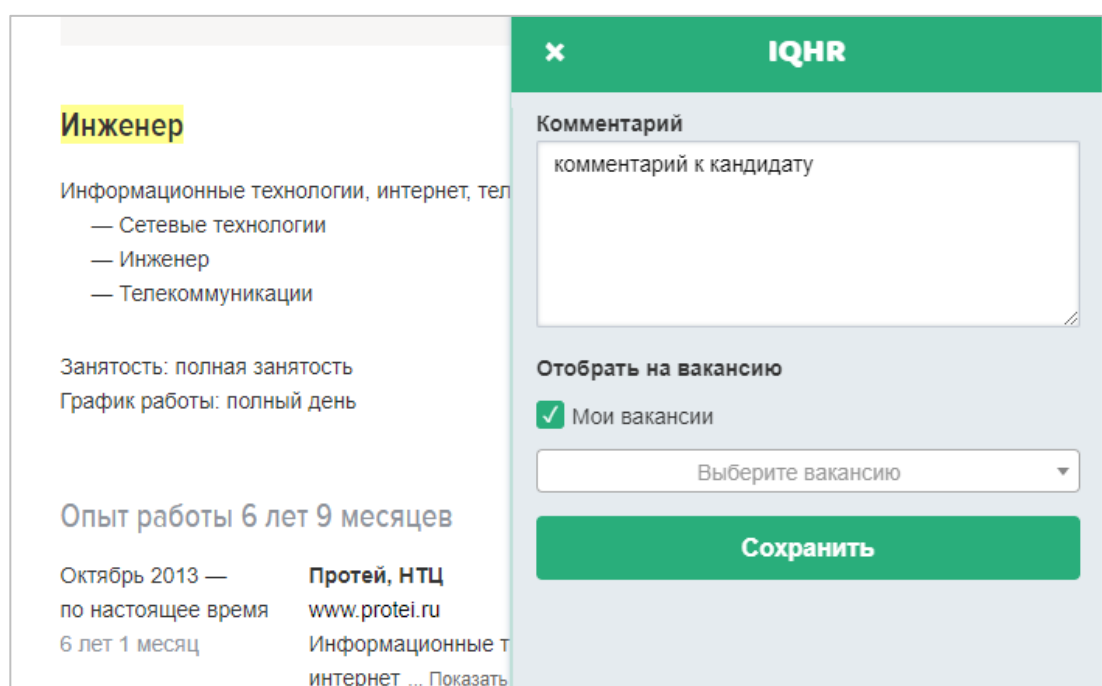 Инженер
Информационные технологии, интернет, тел
— Сетевые технологии
— Инженер
— Телекоммуникации
Занятость: полная занятость
График работы: полный день
Опыт работы 6 лет 9 месяцев
Октябрь 2013 —
по настоящее время
6 лет 1 месяц
Протей, НТЦ
www.protei.ru
Информационные т
интернет ... Показать
IQHR
Комментарий
комментарий к кандидату
Отобрать на вакансию
Мои вакансии
Выберите вакансию
Сохранить